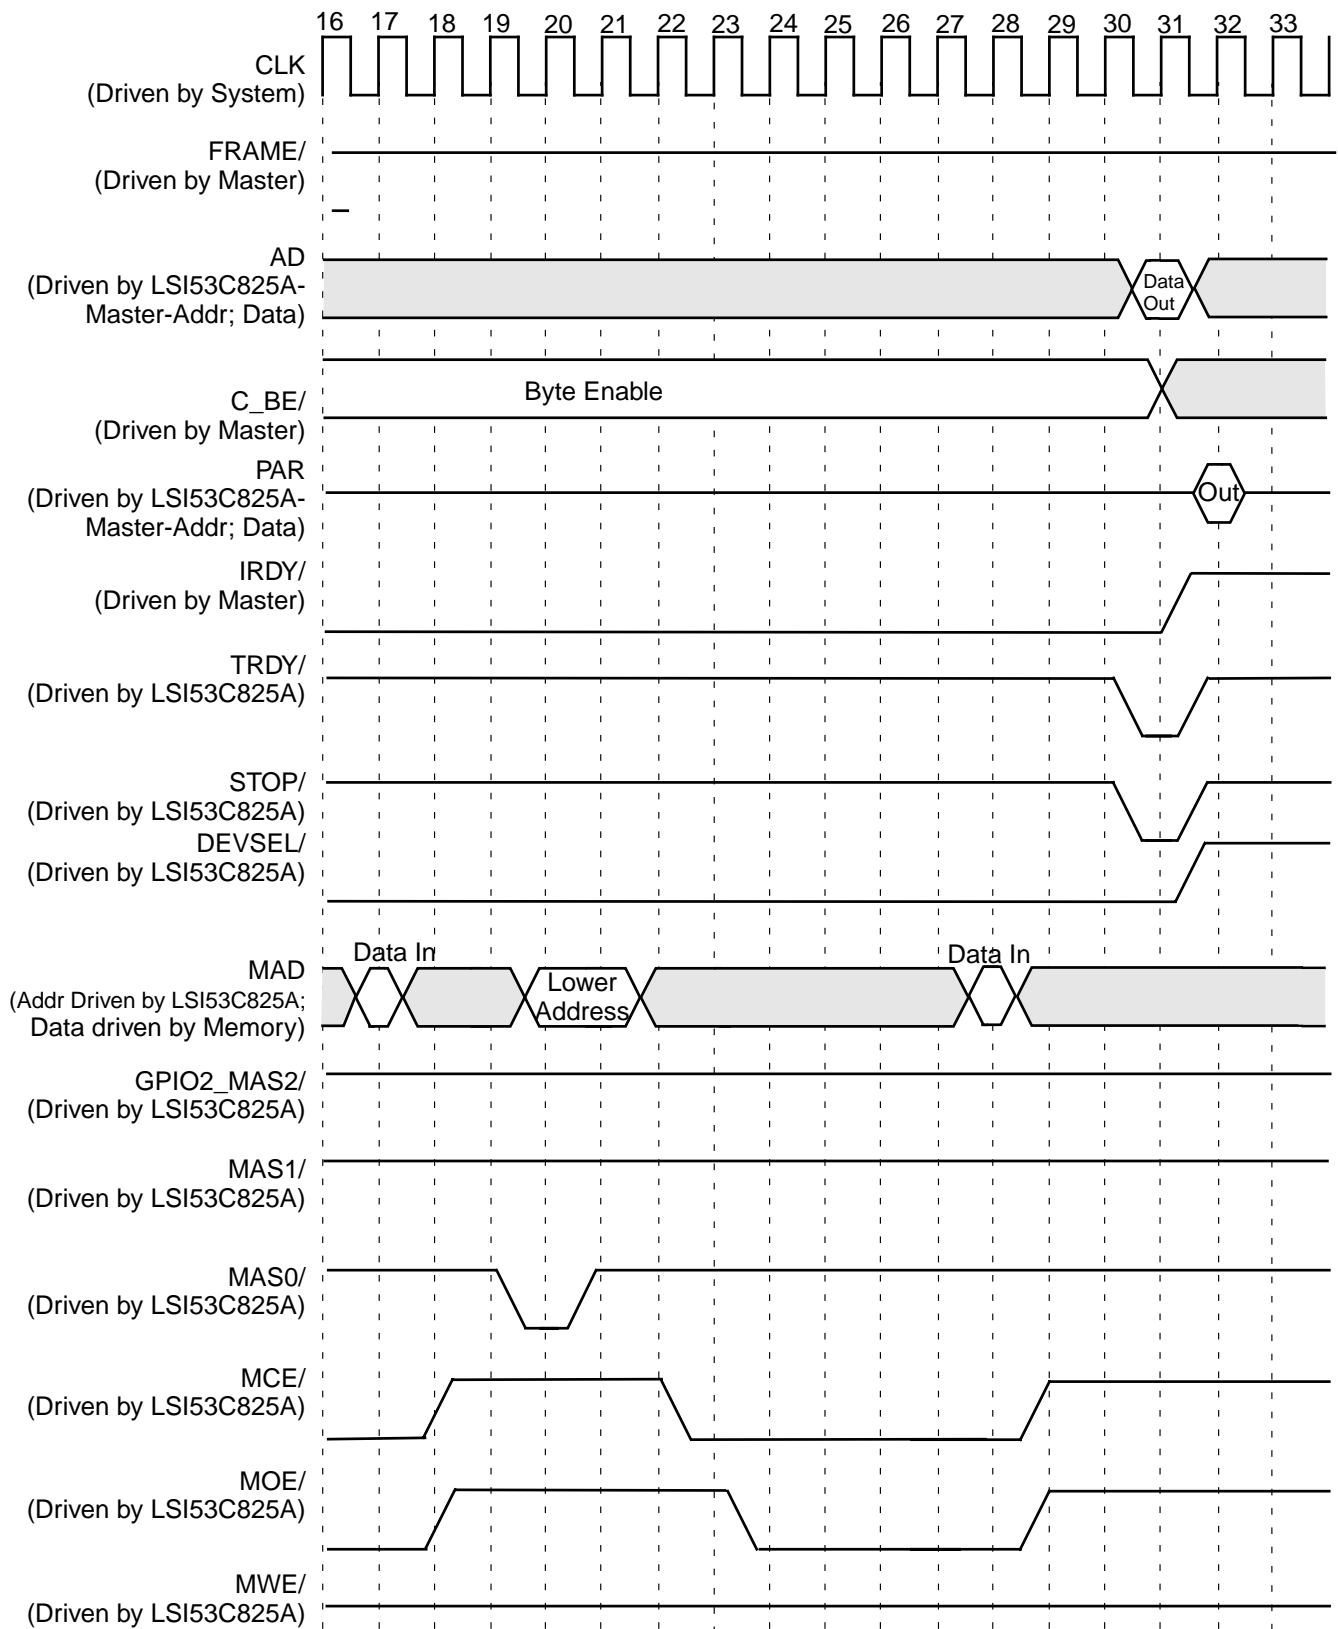 16 17 18 19 20 21 22 23 24 25 26 27 28 29 30 31 32 33
CLK
(Driven by System)
FRAME/
(Driven by Master)
AD
(Driven by LSI53C825A-
Master-Addr; Data)
Data
Out
C_BE/
(Driven by Master)
Byte Enable
PAR
(Driven by LSI53C825A-
Master-Addr; Data)
Out
IRDY/
(Driven by Master)
TRDY/
(Driven by LSI53C825A)
STOP/
(Driven by LSI53C825A)
DEVSEL/
(Driven by LSI53C825A)
Data In
Data In
MAD
(Addr Driven by LSI53C825A;
Data driven by Memory)
Lower
Address
GPIO2_MAS2/
(Driven by LSI53C825A)
MAS1/
(Driven by LSI53C825A)
MAS0/
(Driven by LSI53C825A)
MCE/
(Driven by LSI53C825A)
MOE/
(Driven by LSI53C825A)
MWE/
(Driven by LSI53C825A)